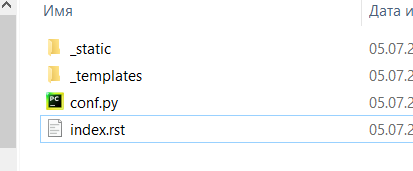 Имя Дата и
_static 05.07.2
_templates 05.07.2
PC conf.py 05.07.2
index.rst 05.07.2